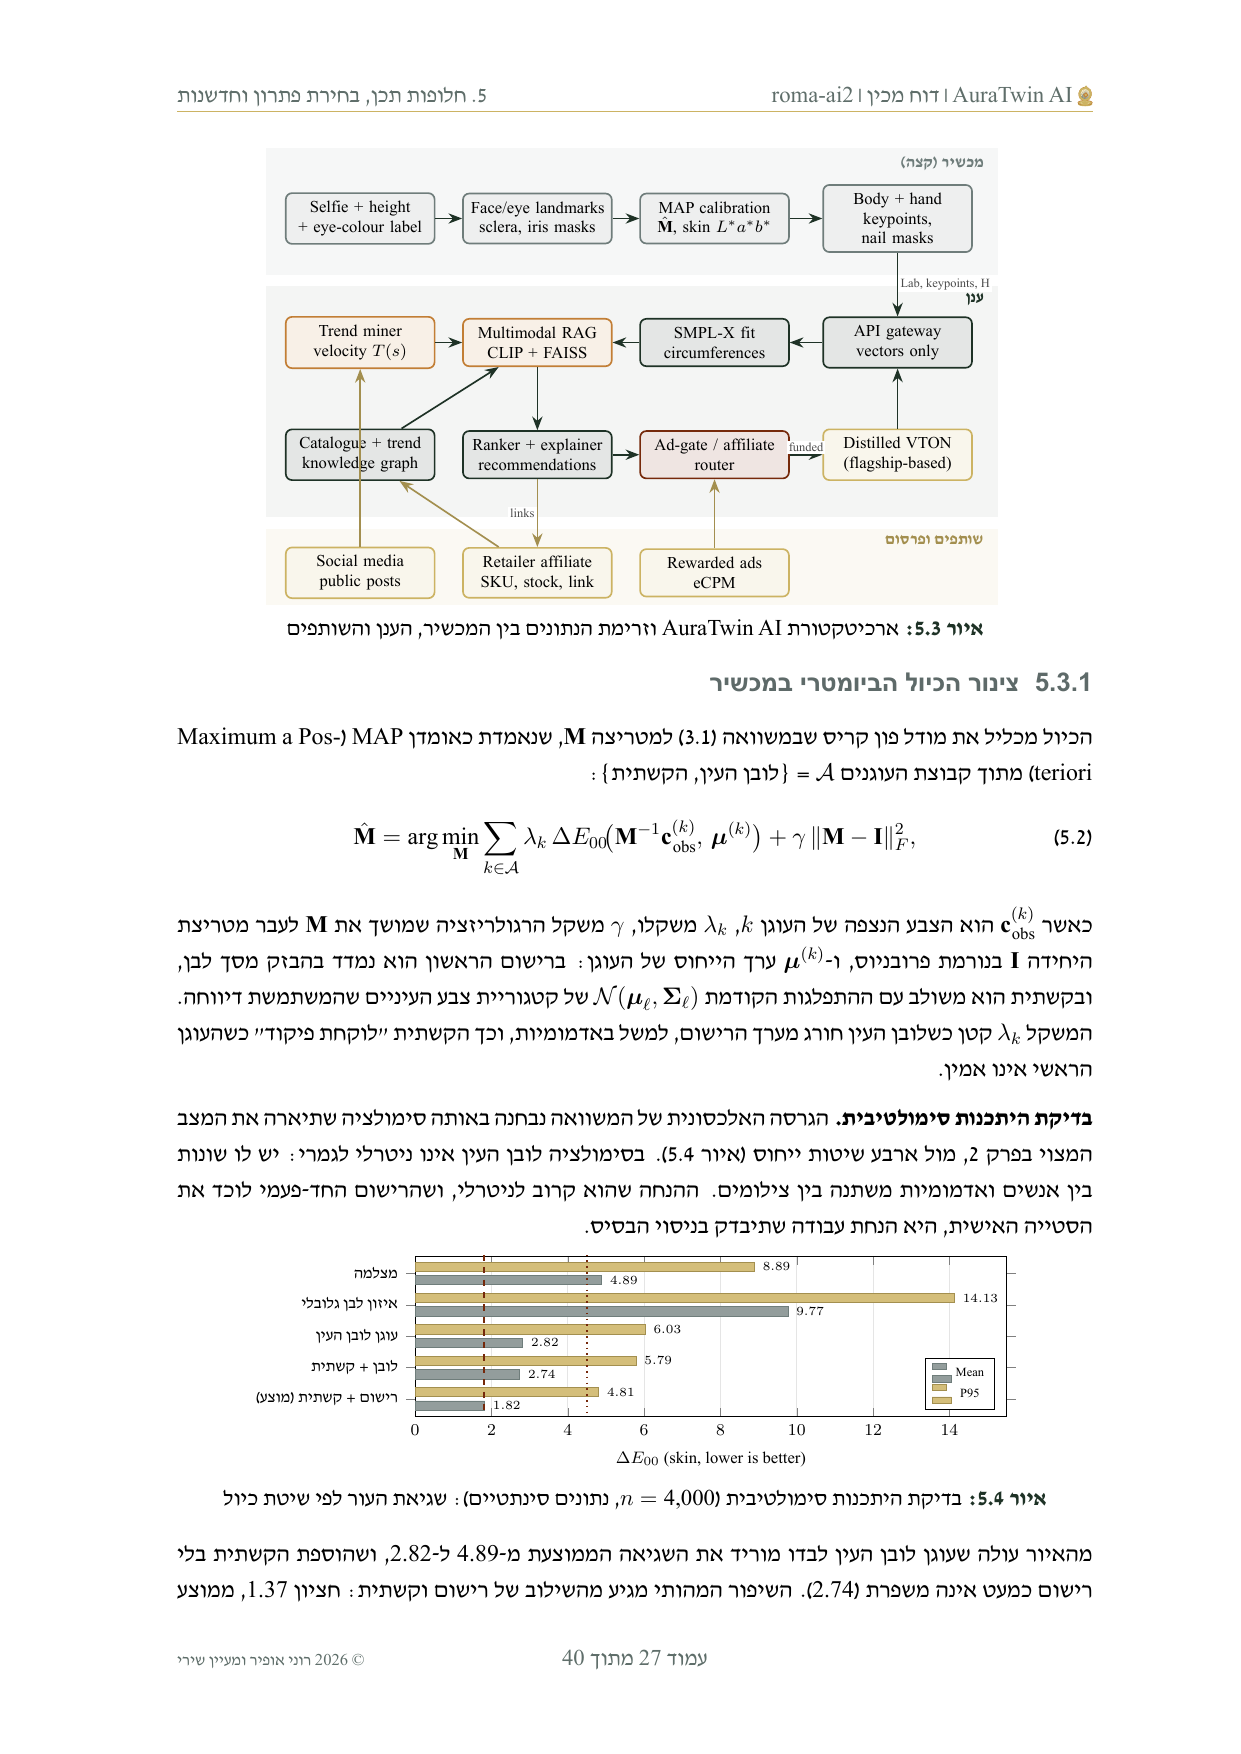 AuraTwin AI | דוח מכין | roma-ai2
5. חלופות תכן, בחירת פתרון וחדשנות
מכשיר (קצה)
Selfie + height
+ eye-colour label
Face/eye landmarks
sclera, iris masks
MAP calibration
M̂, skin L*a*b*
Body + hand
keypoints,
nail masks
Lab, keypoints, H
ענן
Trend miner
velocity T(s)
Multimodal RAG
CLIP + FAISS
SMPL-X fit
circumferences
API gateway
vectors only
Catalogue + trend
knowledge graph
Ranker + explainer
recommendations
Ad-gate / affiliate
router
funded
Distilled VTON
(flagship-based)
links
שותפים ופרסום
Social media
public posts
Retailer affiliate
SKU, stock, link
Rewarded ads
eCPM
איור 5.3: ארכיטקטורת AuraTwin AI וזרימת הנתונים בין המכשיר, הענן והשותפים
5.3.1 צינור הכיול הביומטרי במכשיר
הכיול מכליל את מודל פון קריס שבמשוואה (3.1) למטריצה M, שנאמדת כאומדן MAP (Maximum a Pos-
teriori) מתוך קבוצת העוגנים A = {לובן העין, הקשתית}:
M̂ = arg min_M ∑_{k∈A} λ_k ΔE_00(M^{−1}c_obs^{(k)}, μ^{(k)}) + γ ‖M − I‖_F^2, (5.2)
כאשר c_obs^{(k)} הוא הצבע הנצפה של העוגן k, λ_k משקלו, γ משקל הרגולריזציה שמושך את M לעבר מטריצת
היחידה I בנורמת פרובניוס, ו-μ^{(k)} ערך הייחוס של העוגן: ברישום הראשון הוא נמדד בהבזק מסך לבן,
ובקשתית הוא משולב עם ההתפלגות הקודמת N(μ_ℓ, Σ_ℓ) של קטגוריית צבע העיניים שהמשתמשת דיווחה.
המשקל λ_k קטן כשלובן העין חורג מערך הרישום, למשל באדמומיות, וכך הקשתית ״לוקחת פיקוד״ כשהעוגן
הראשי אינו אמין.
בדיקת היתכנות סימולטיבית. הגרסה האלכסונית של המשוואה נבחנה באותה סימולציה שתיארה את המצב
המצוי בפרק 2, מול ארבע שיטות ייחוס (איור 5.4). בסימולציה לובן העין אינו ניטרלי לגמרי: יש לו שונות
בין אנשים ואדמומיות משתנה בין צילומים. ההנחה שהוא קרוב לניטרלי, ושהרישום החד-פעמי לוכד את
הסטייה האישית, היא הנחת עבודה שתיבדק בניסוי הבסיס.
מצלמה
8.89
4.89
איזון לבן גלובלי
14.13
9.77
עוגן לובן העין
6.03
2.82
לובן + קשתית
5.79
2.74
רישום + קשתית (מוצע)
4.81
1.82
Mean
P95
0 2 4 6 8 10 12 14
ΔE_00 (skin, lower is better)
איור 5.4: בדיקת היתכנות סימולטיבית (n = 4,000, נתונים סינתטיים): שגיאת העור לפי שיטת כיול
מהאיור עולה שעוגן לובן העין לבדו מוריד את השגיאה הממוצעת מ-4.89 ל-2.82, ושהוספת הקשתית בלי
רישום כמעט אינה משפרת (2.74). השיפור המהותי מגיע מהשילוב של רישום וקשתית: חציון 1.37, ממוצע
עמוד 27 מתוך 40
© 2026 רוני אופיר ומעיין שירי